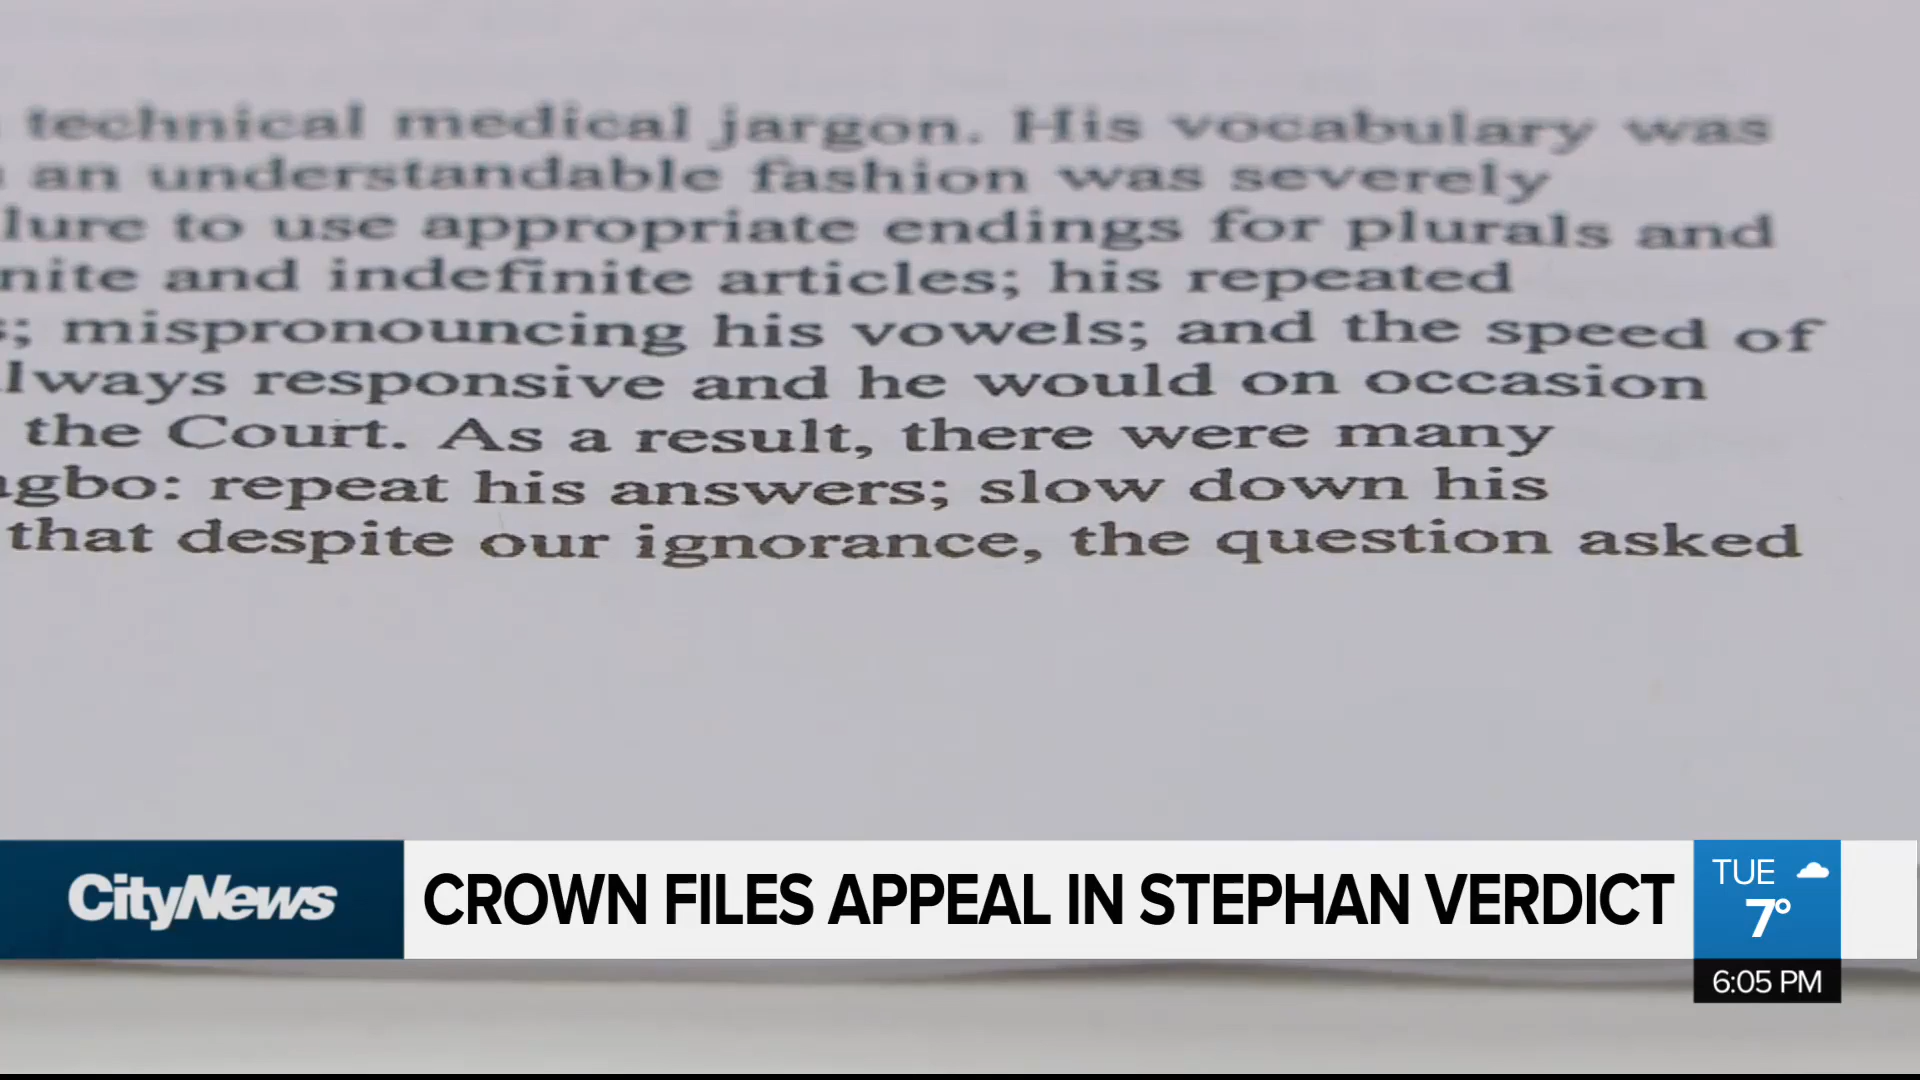 technical medical jargon. His vocabulary was
an understandable fashion was severely
lure to use appropriate endings for plurals and
nite and indefinite articles; his repeated
; mispronouncing his vowels; and the speed of
lways responsive and he would on occasion
the Court. As a result, there were many
gbo: repeat his answers; slow down his
that despite our ignorance, the question asked
CityNews
CROWN FILES APPEAL IN STEPHAN VERDICT
TUE
7°
6:05 PM